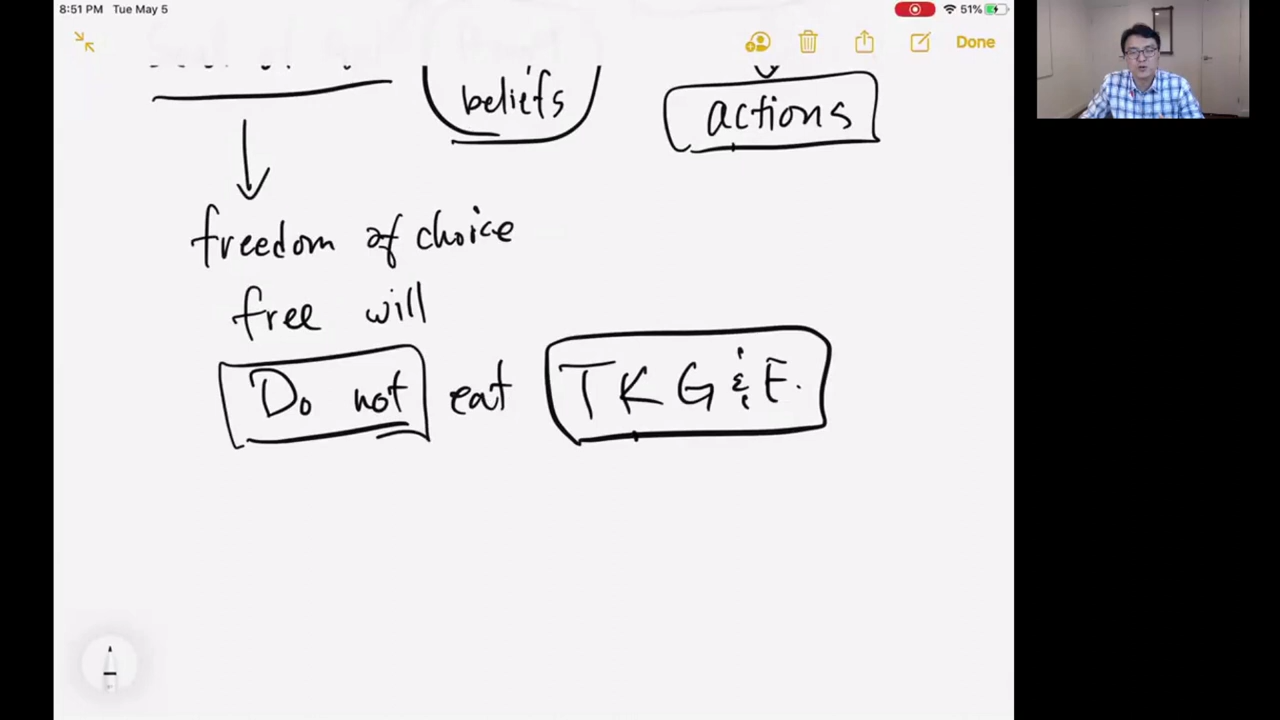 8:51 PM Tue May 5
51%
Done
beliefs
actions
freedom of choice
free will
Do not eat TKG & E.